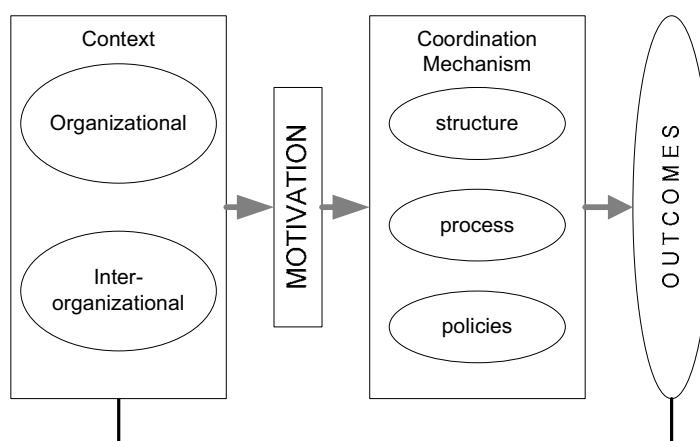 Context
Organizational
Inter-
organizational
MOTIVATION
Coordination
Mechanism
structure
process
policies
OUTCOMES